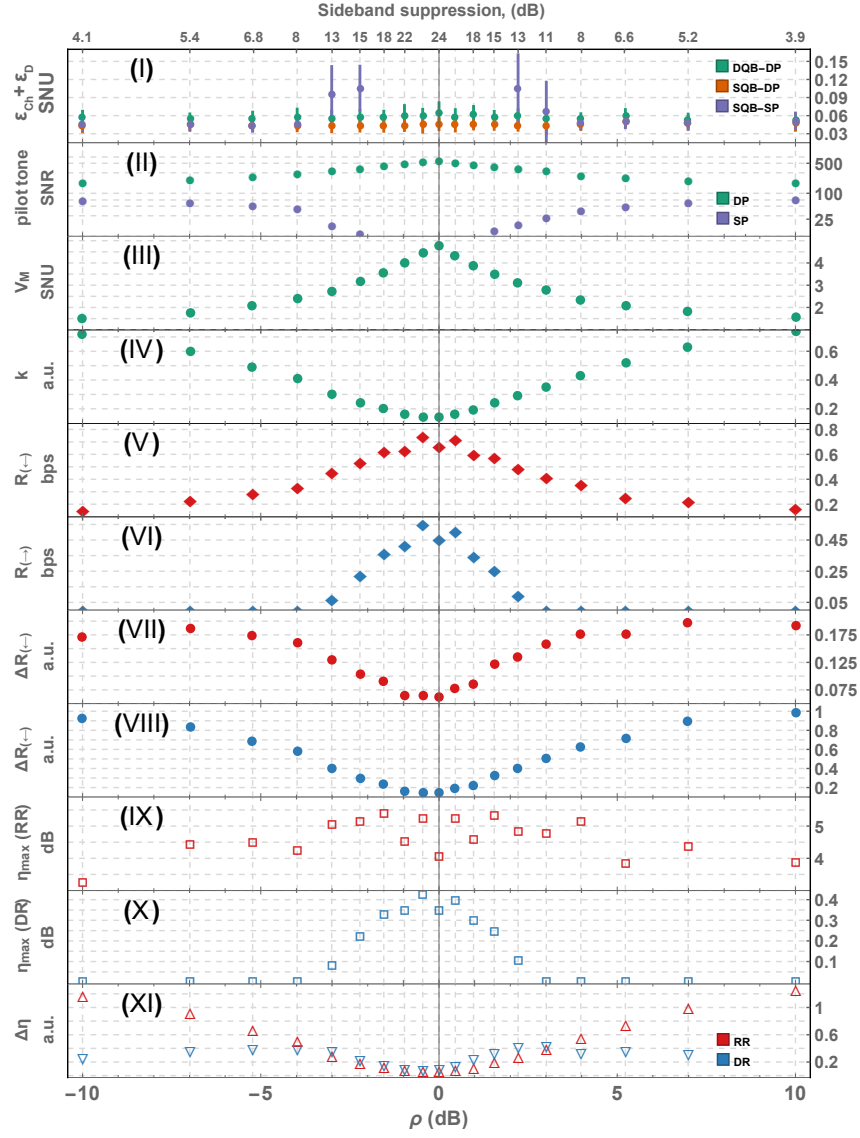 Sideband suppression, (dB)
4.1 5.4 6.8 8 13 15 18 22 24 18 15 13 11 8 6.6 5.2 3.9
(I)
ε_Ch + ε_D
SNU
0.15
0.12
0.09
0.06
0.03
DQB-DP
SQB-DP
SQB-SP
(II)
pilot tone
SNR
500
100
25
DP
SP
(III)
V_M
SNU
4
3
2
(IV)
k
a.u.
0.6
0.4
0.2
(V)
R(←)
bps
0.8
0.6
0.4
0.2
(VI)
R(→)
bps
0.45
0.25
0.05
(VII)
ΔR(←)
a.u.
0.175
0.125
0.075
(VIII)
ΔR(←)
a.u.
1
0.8
0.6
0.4
0.2
(IX)
η_max (RR)
dB
5
4
(X)
η_max (DR)
dB
0.4
0.3
0.2
0.1
(XI)
Δη
a.u.
1
0.6
0.2
RR
DR
−10 −5 0 5 10
ρ (dB)